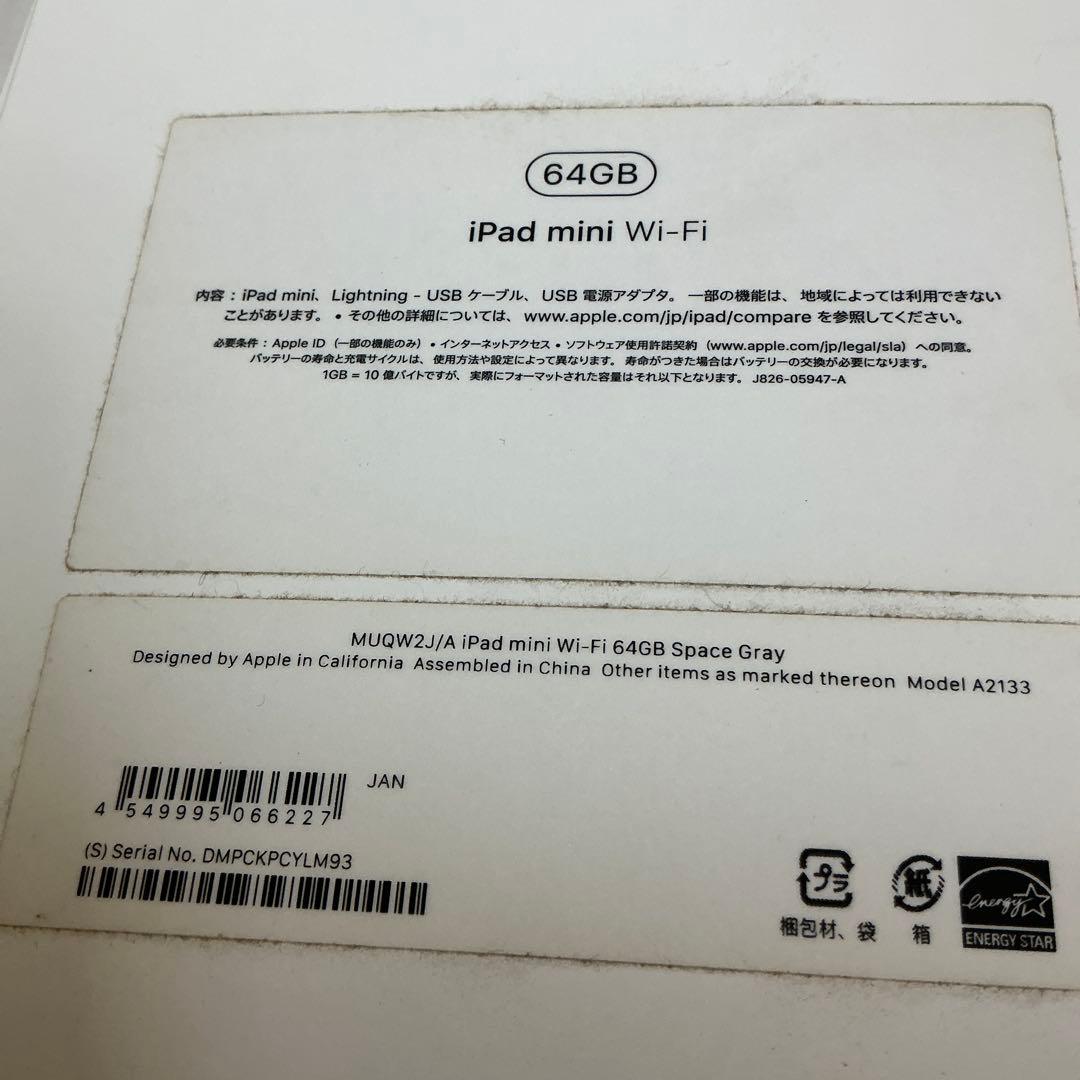 64GB
iPad mini Wi-Fi
内容：iPad mini、Lightning - USB ケーブル、USB 電源アダプタ。一部の機能は、地域によっては利用できない
ことがあります。• その他の詳細については、www.apple.com/jp/ipad/compare を参照してください。
必要条件：Apple ID（一部の機能のみ）• インターネットアクセス • ソフトウェア使用許諾契約（www.apple.com/jp/legal/sla）への同意。
バッテリーの寿命と充電サイクルは、使用方法や設定によって異なります。寿命がつきた場合はバッテリーの交換が必要になります。
1GB = 10 億バイトですが、実際にフォーマットされた容量はそれ以下となります。J826-05947-A
MUQW2J/A iPad mini Wi-Fi 64GB Space Gray
Designed by Apple in California Assembled in China Other items as marked thereon Model A2133
JAN
4 549995 066227
(S) Serial No. DMPCKPCYLM93
プラ
紙
energy
梱包材、袋
箱
ENERGY STAR